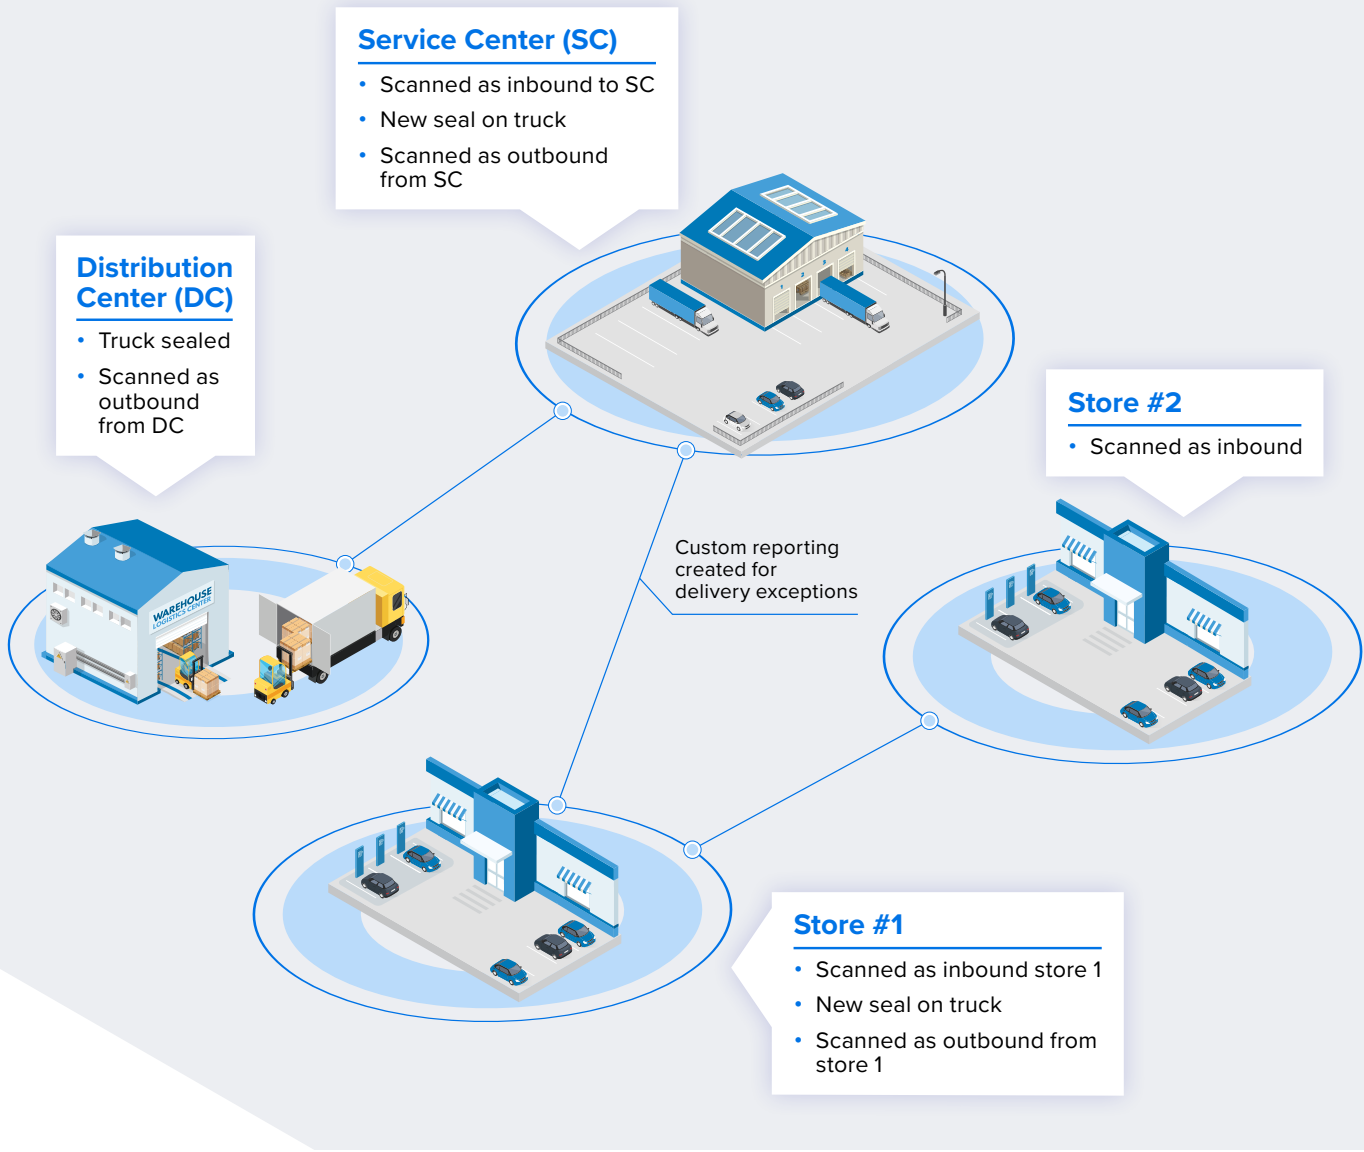 Service Center (SC)
• Scanned as inbound to SC
• New seal on truck
• Scanned as outbound
from SC
Distribution
Center (DC)
• Truck sealed
• Scanned as
outbound
from DC
Store #2
• Scanned as inbound
Custom reporting
created for
delivery exceptions
WAREHOUSE
LOGISTICS CENTER
Store #1
• Scanned as inbound store 1
• New seal on truck
• Scanned as outbound from
store 1